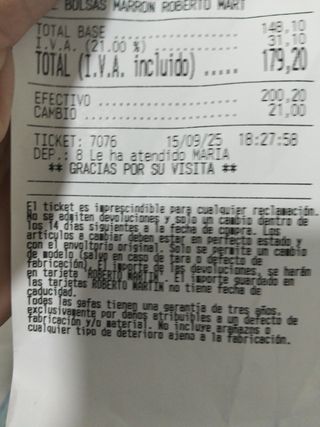 BOLSAS MARRON ROBERTO MART
TOTAL BASE .................. 148,10
I.V.A. (21.00 %) .............. 31,10
TOTAL (I.V.A. incluido) ..... 179,20
EFECTIVO .................... 200,20
CAMBIO ...................... 21,00
TICKET: 7076 15/09/25 18:27:58
DEP.: 8 Le ha atendido MARIA
** GRACIAS POR SU VISITA **
El ticket es imprescindible para cualquier reclamación.
No se admiten devoluciones y solo un cambio dentro de
los 14 días siguientes a la fecha de compra. Los
artículos a cambiar deben estar en perfecto estado y
con el envoltorio original. Solo se permite un cambio
de modelo (salvo en caso de tara o defecto de
fabricación). El importe de las devoluciones, se harán
en tarjeta "ROBERTO MARTIN", importe guardado en
las tarjetas ROBERTO MARTIN no tiene fecha de
caducidad.
Todas las gafas tienen una garantía de tres años,
exclusivamente por daños atribuibles a un defecto de
fabricación y/o material. No incluye arañazos o
cualquier tipo de deterioro ajeno a la fabricación.